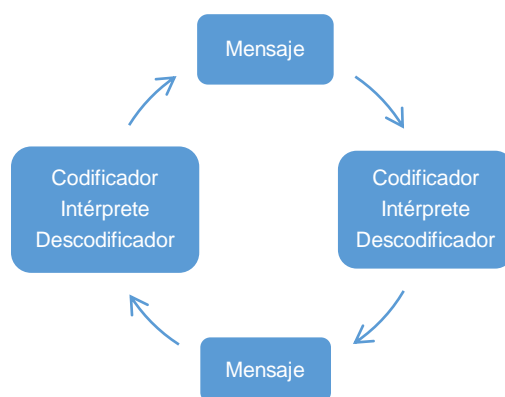 Mensaje
Codificador
Intérprete
Descodificador
Codificador
Intérprete
Descodificador
Mensaje